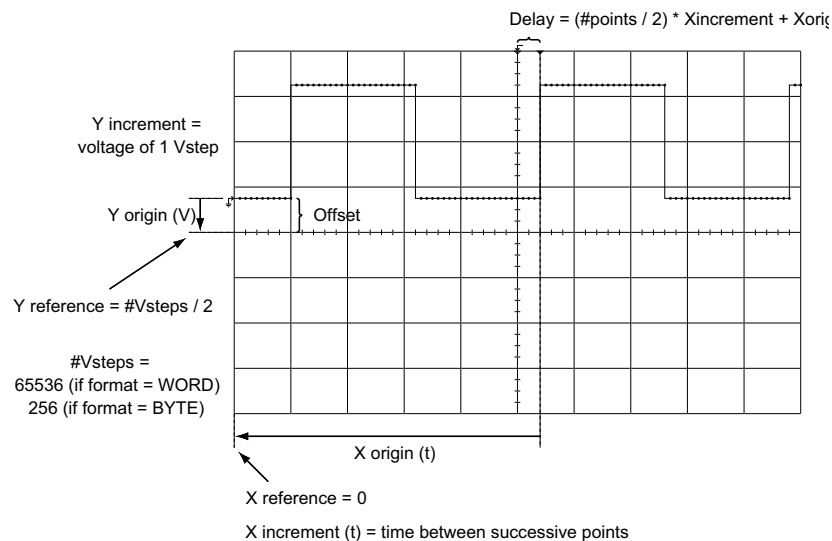 Delay = (#points / 2) * Xincrement + Xorig
Y increment =
voltage of 1 Vstep
Y origin (V)
Offset
Y reference = #Vsteps / 2
#Vsteps =
65536 (if format = WORD)
256 (if format = BYTE)
X origin (t)
X reference = 0
X increment (t) = time between successive points